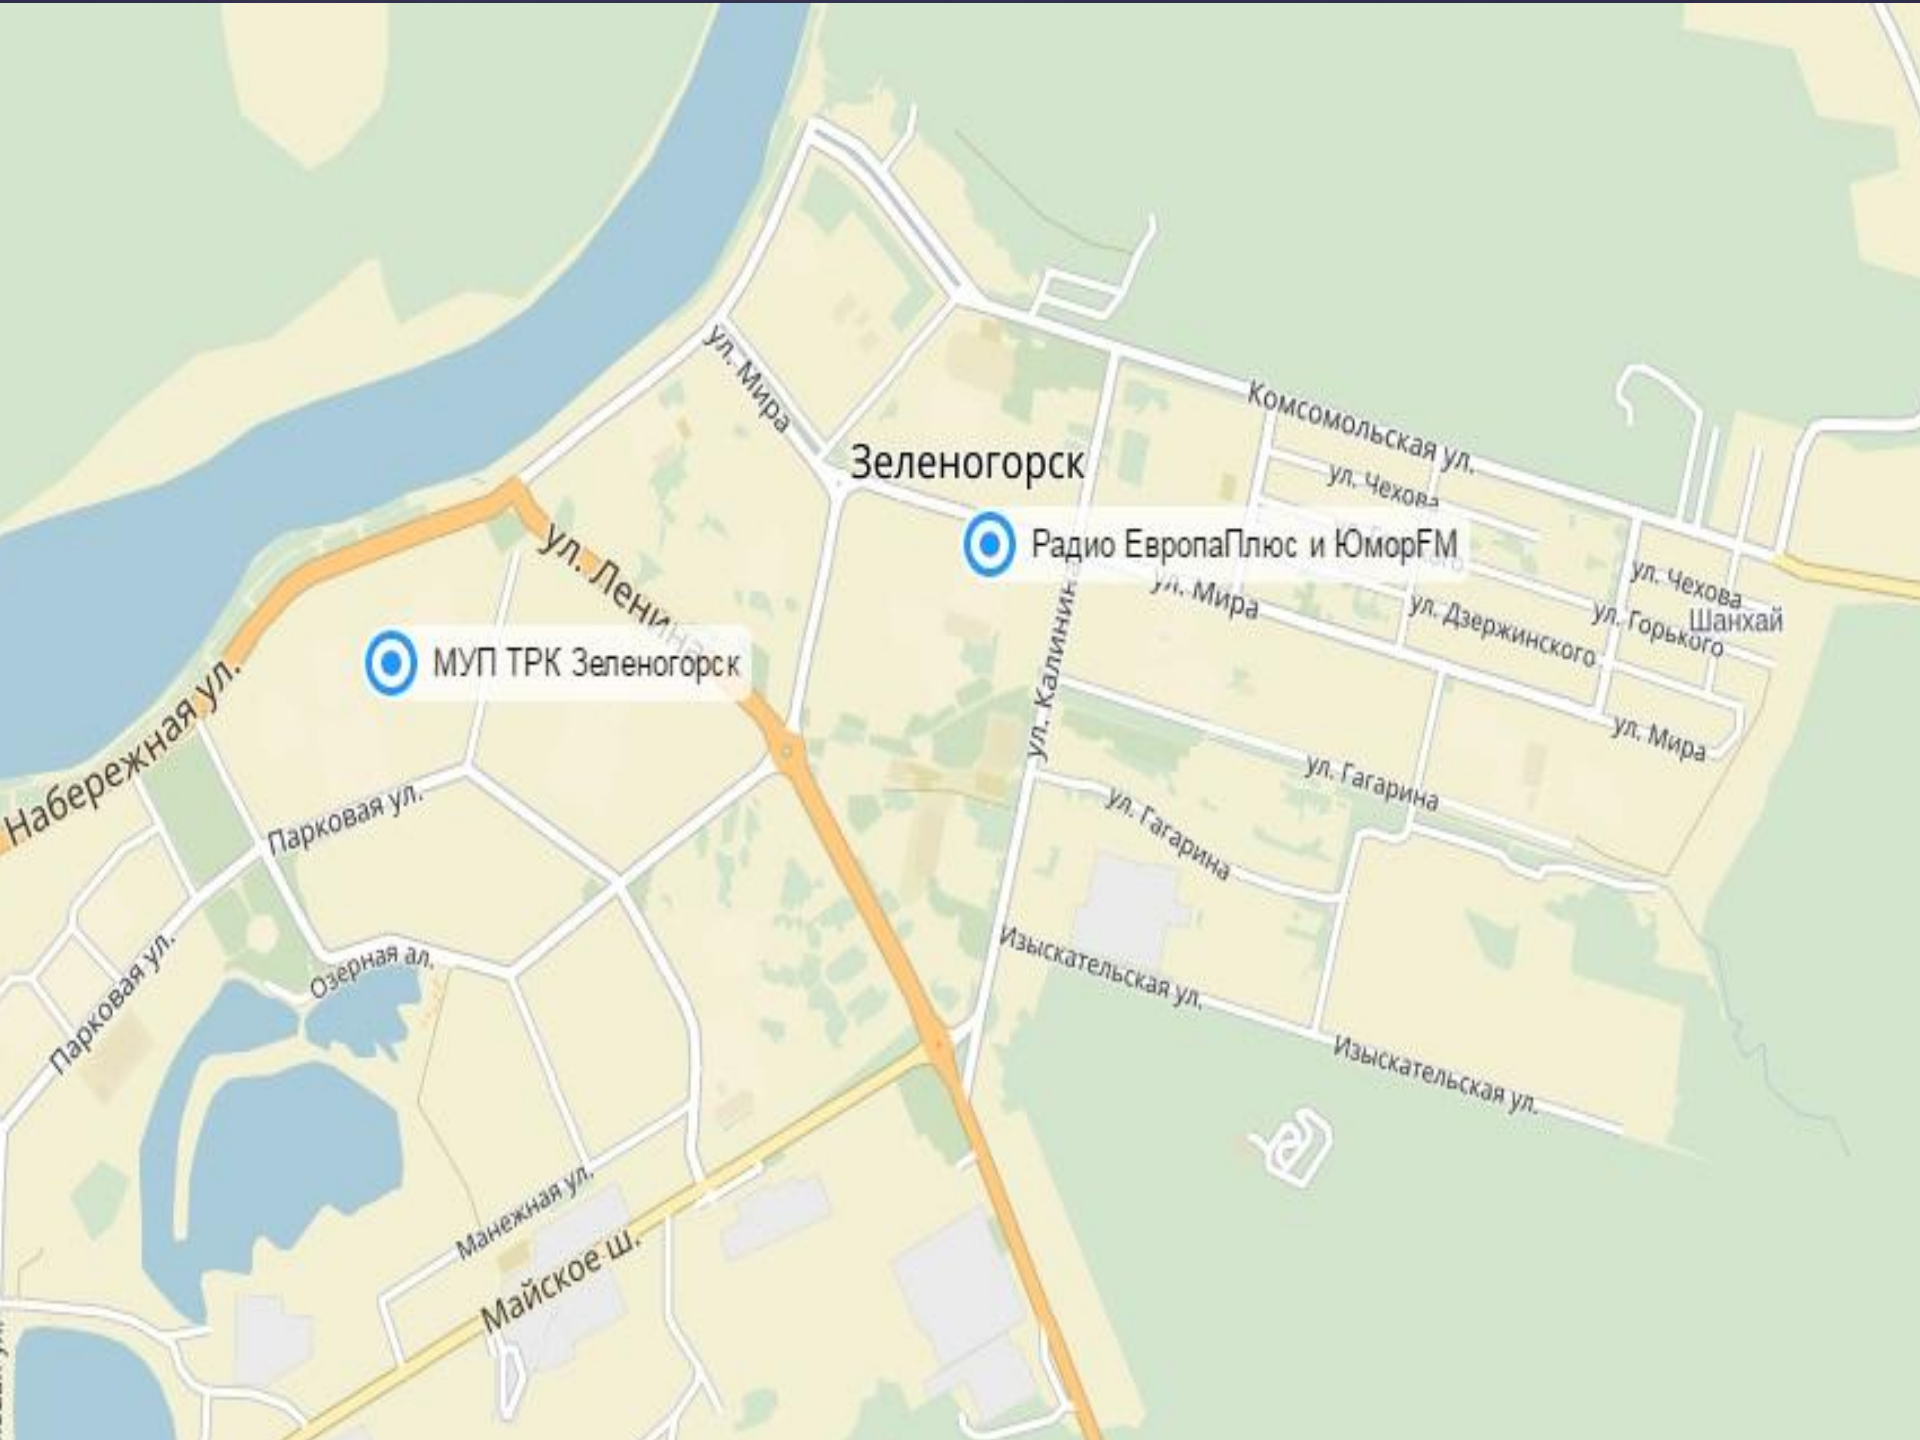 Комсомольская ул.
ул. Мира
Зеленогорск
ул. Чехова
Радио ЕвропаПлюс и ЮморFM
ул. Ленина
ул. Мира
ул. Чехова
ул. Дзержинского
ул. Горького
Шанхай
МУП ТРК Зеленогорск
ул. Калинина
Набережная ул.
ул. Мира
ул. Гагарина
Парковая ул.
ул. Гагарина
Озерная ал.
Изыскательская ул.
Парковая ул.
Изыскательская ул.
Манежная ул.
Майское ш.